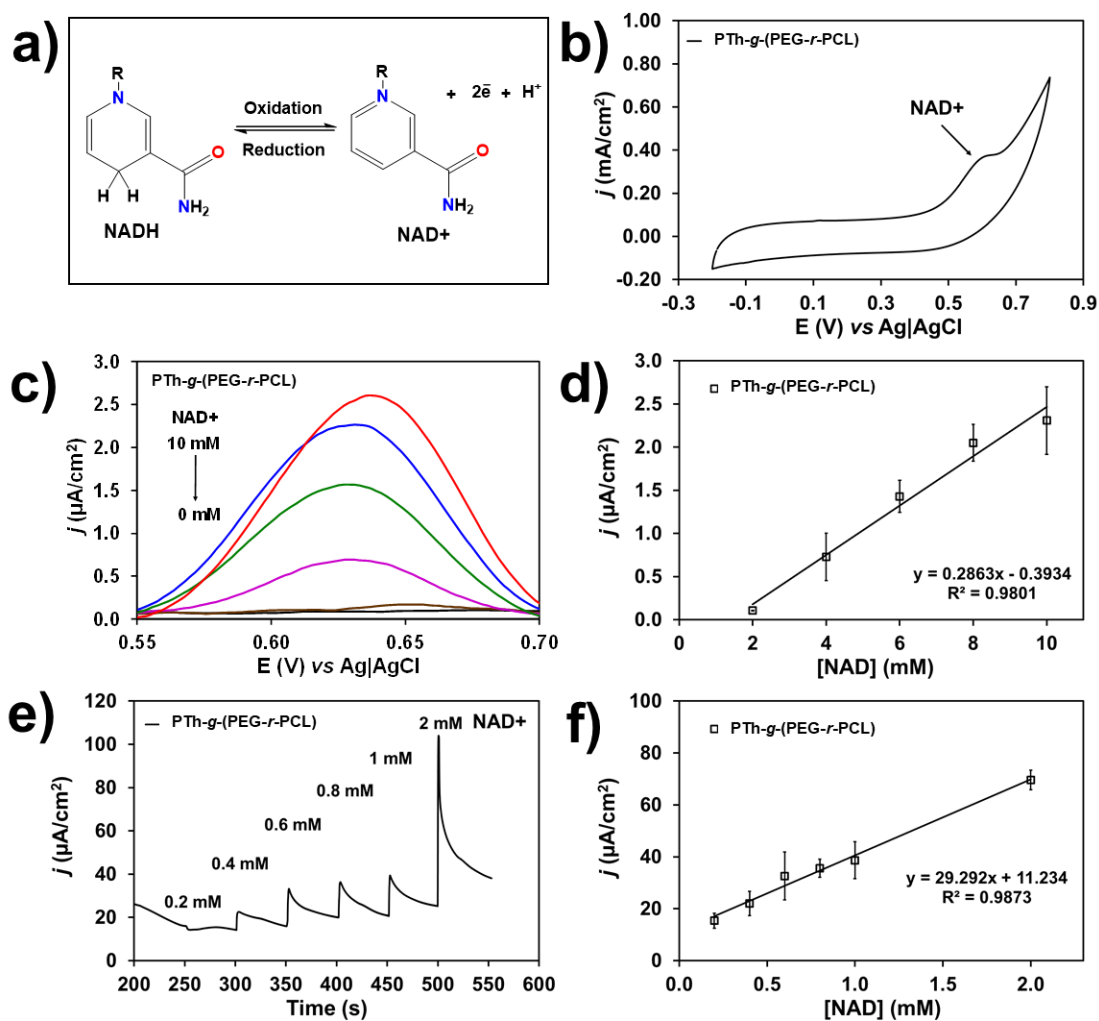 a)
R
N
O
H H
NH2
NADH
Oxidation
Reduction
R
N
O
NH2
NAD+
+ 2ē + H+
b)
PTh-g-(PEG-r-PCL)
NAD+
j (mA/cm2)
1.00
0.80
0.60
0.40
0.20
0.00
-0.20
-0.3 -0.1 0.1 0.3 0.5 0.7 0.9
E (V) vs Ag|AgCl
c)
PTh-g-(PEG-r-PCL)
NAD+
10 mM
0 mM
j (µA/cm2)
3.0
2.5
2.0
1.5
1.0
0.5
0.0
0.55 0.60 0.65 0.70
E (V) vs Ag|AgCl
d)
PTh-g-(PEG-r-PCL)
j (µA/cm2)
3.0
2.5
2.0
1.5
1.0
0.5
0.0
y = 0.2863x - 0.3934
R² = 0.9801
0 2 4 6 8 10
[NAD] (mM)
e)
PTh-g-(PEG-r-PCL)
2 mM NAD+
1 mM
0.8 mM
0.6 mM
0.4 mM
0.2 mM
j (µA/cm2)
120
100
80
60
40
20
0
200 250 300 350 400 450 500 550 600
Time (s)
f)
PTh-g-(PEG-r-PCL)
j (µA/cm2)
100
80
60
40
20
0
y = 29.292x + 11.234
R² = 0.9873
0.0 0.5 1.0 1.5 2.0
[NAD] (mM)